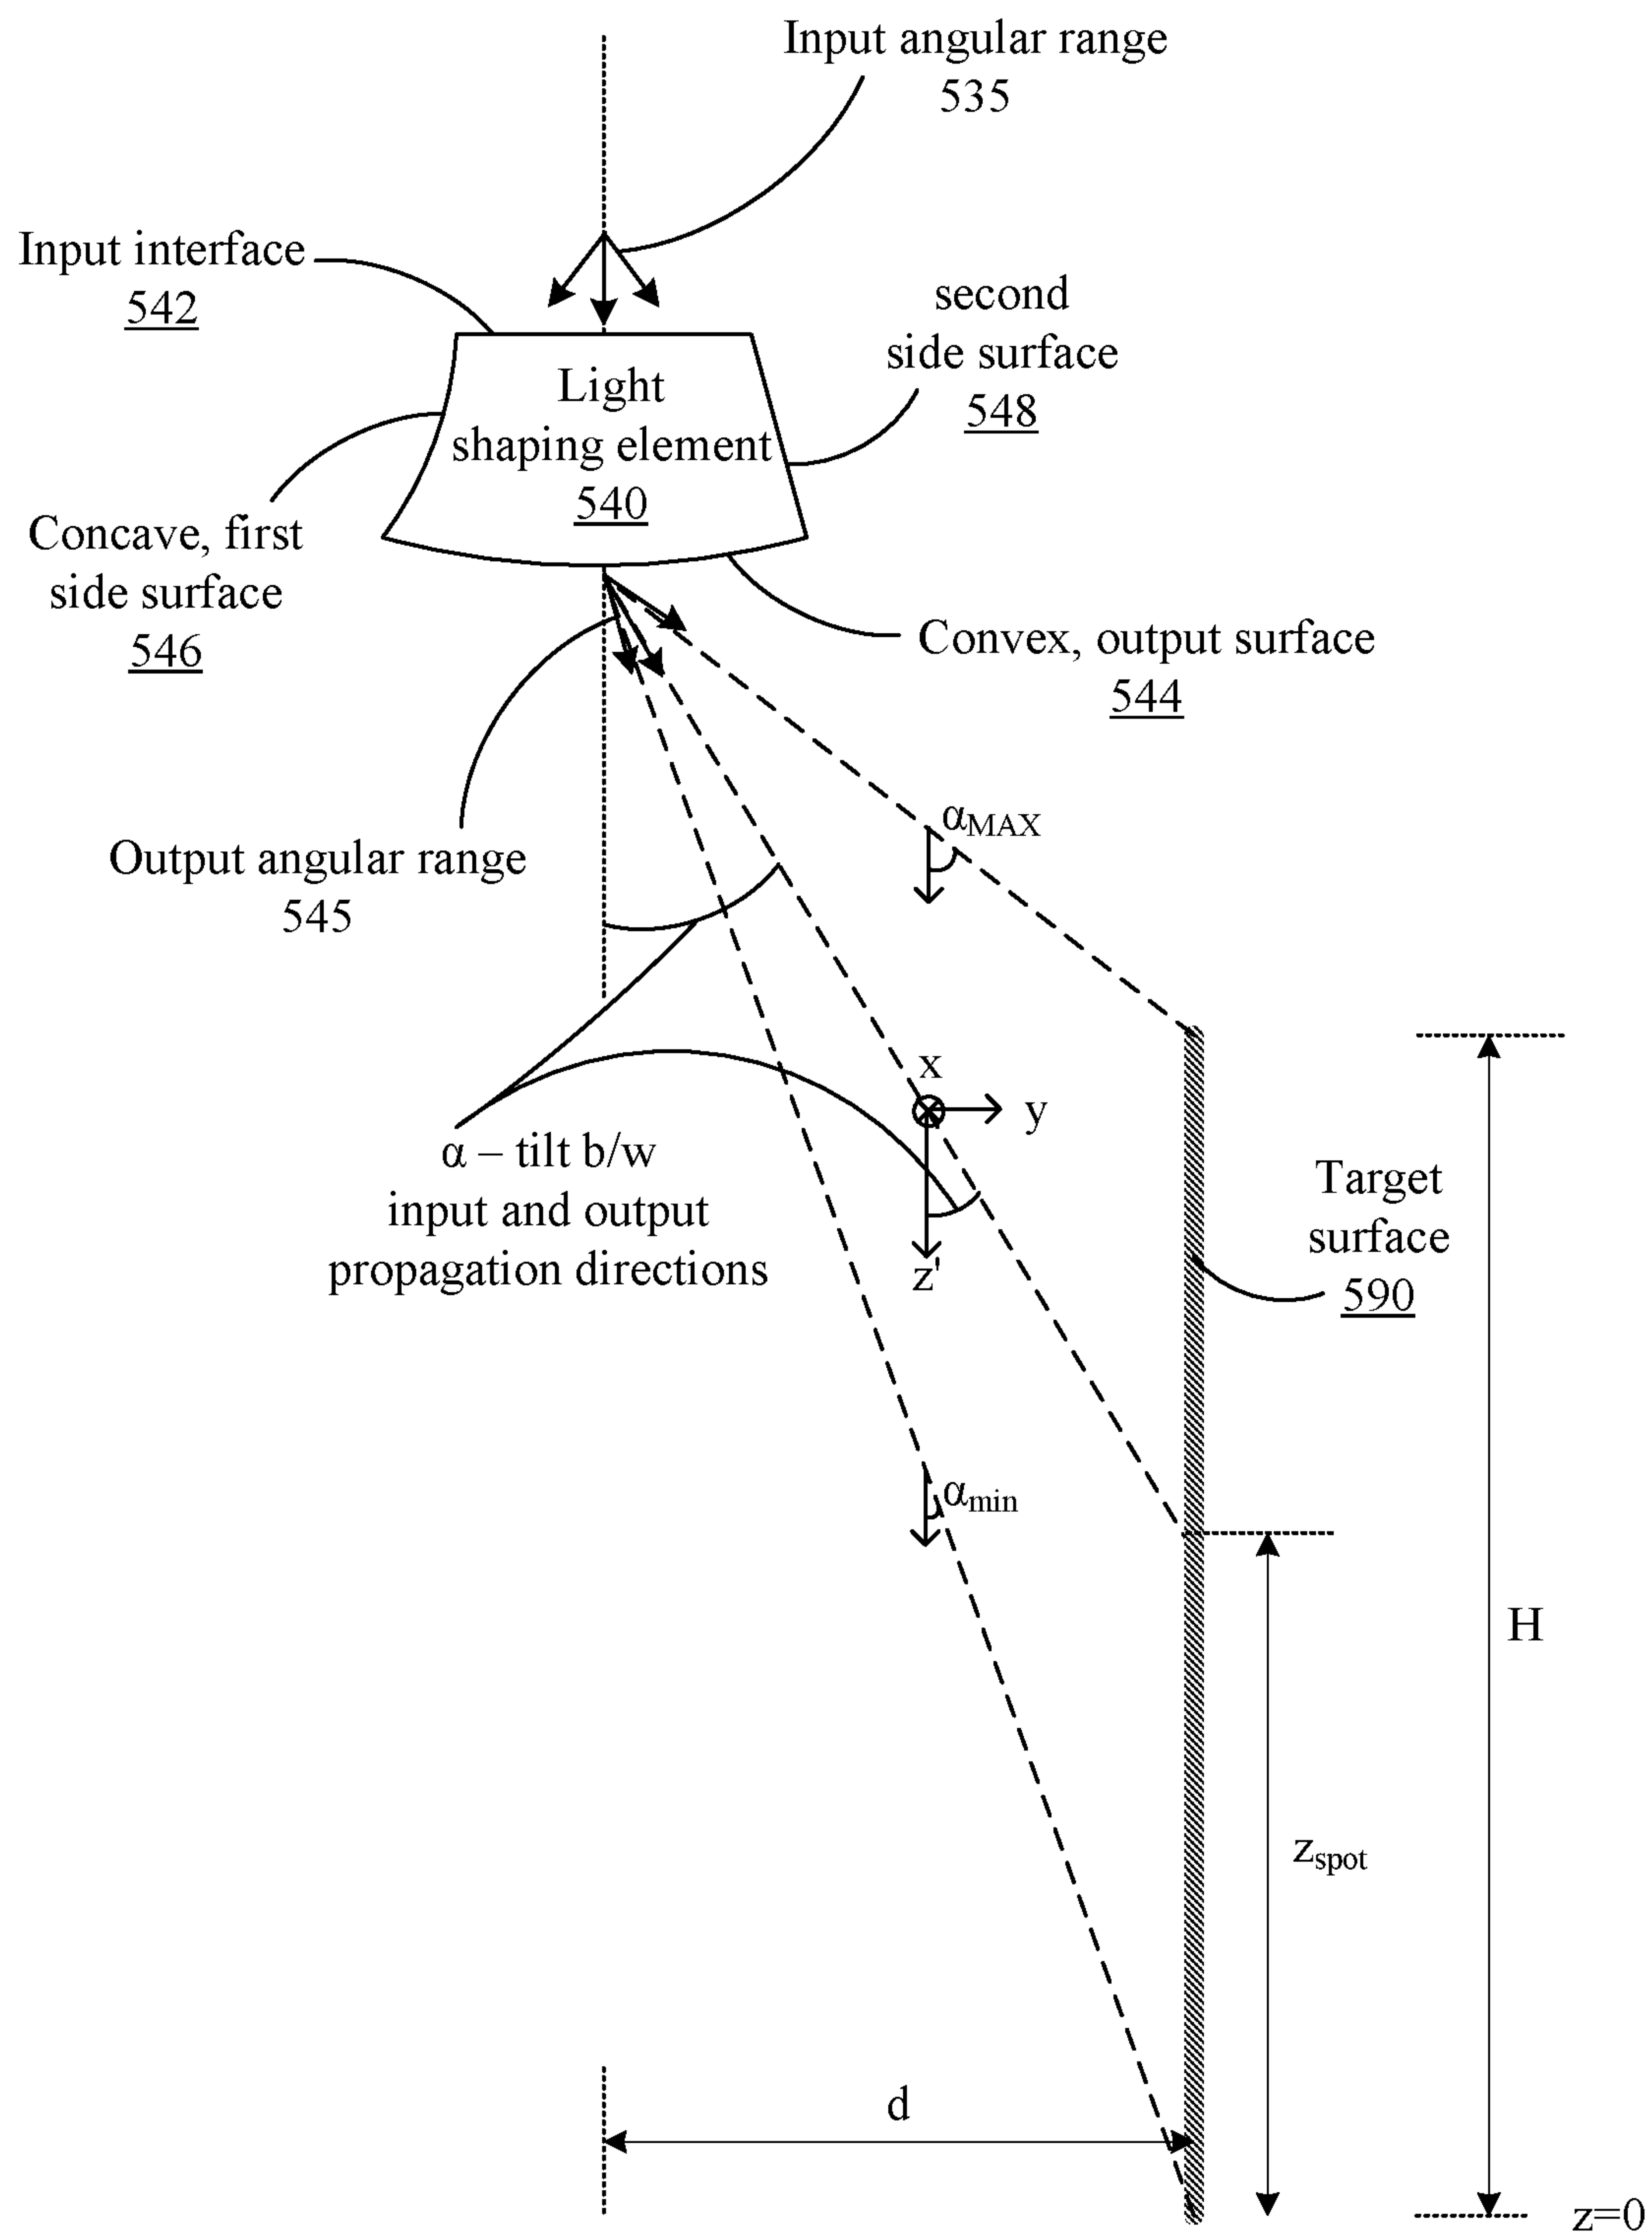 Input angular range
535
Input interface
542
second
side surface
548
Light
shaping element
540
Concave, first
side surface
546
Convex, output surface
544
αMAX
Output angular range
545
x
y
z'
α – tilt b/w
input and output
propagation directions
Target
surface
590
αmin
H
zspot
d
z=0